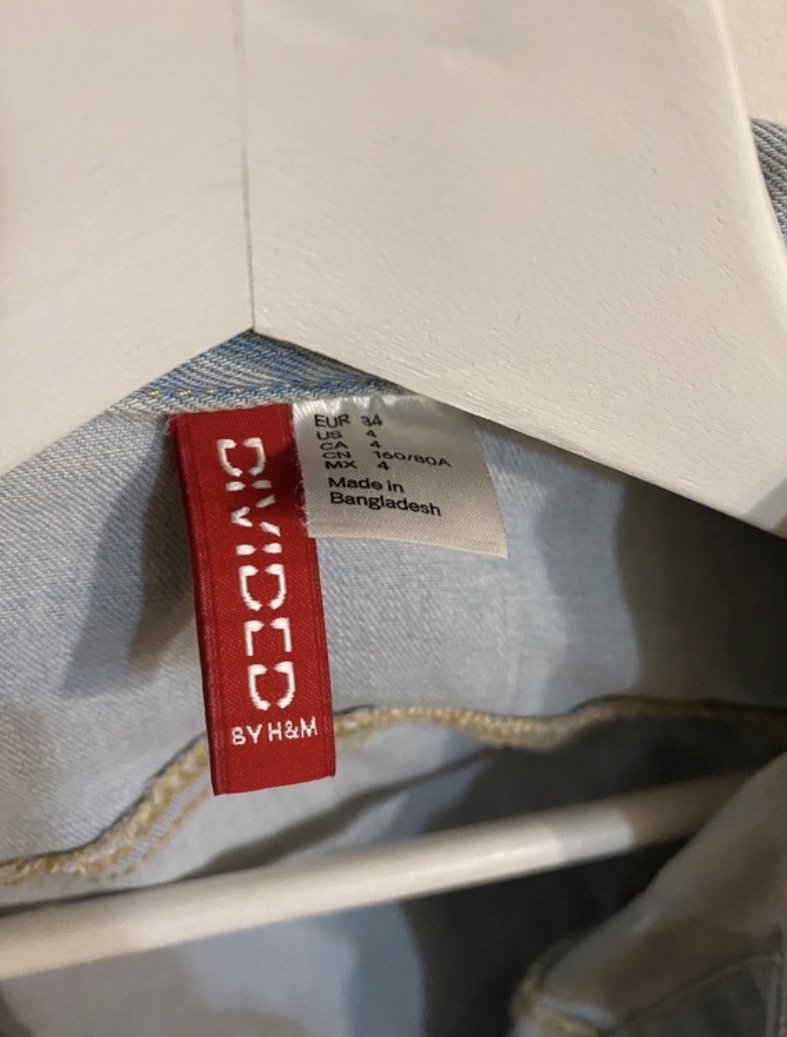 DIVIDED
BY H&M
EUR 34
US 4
CA 4
CN 160/80A
MX 4
Made in
Bangladesh